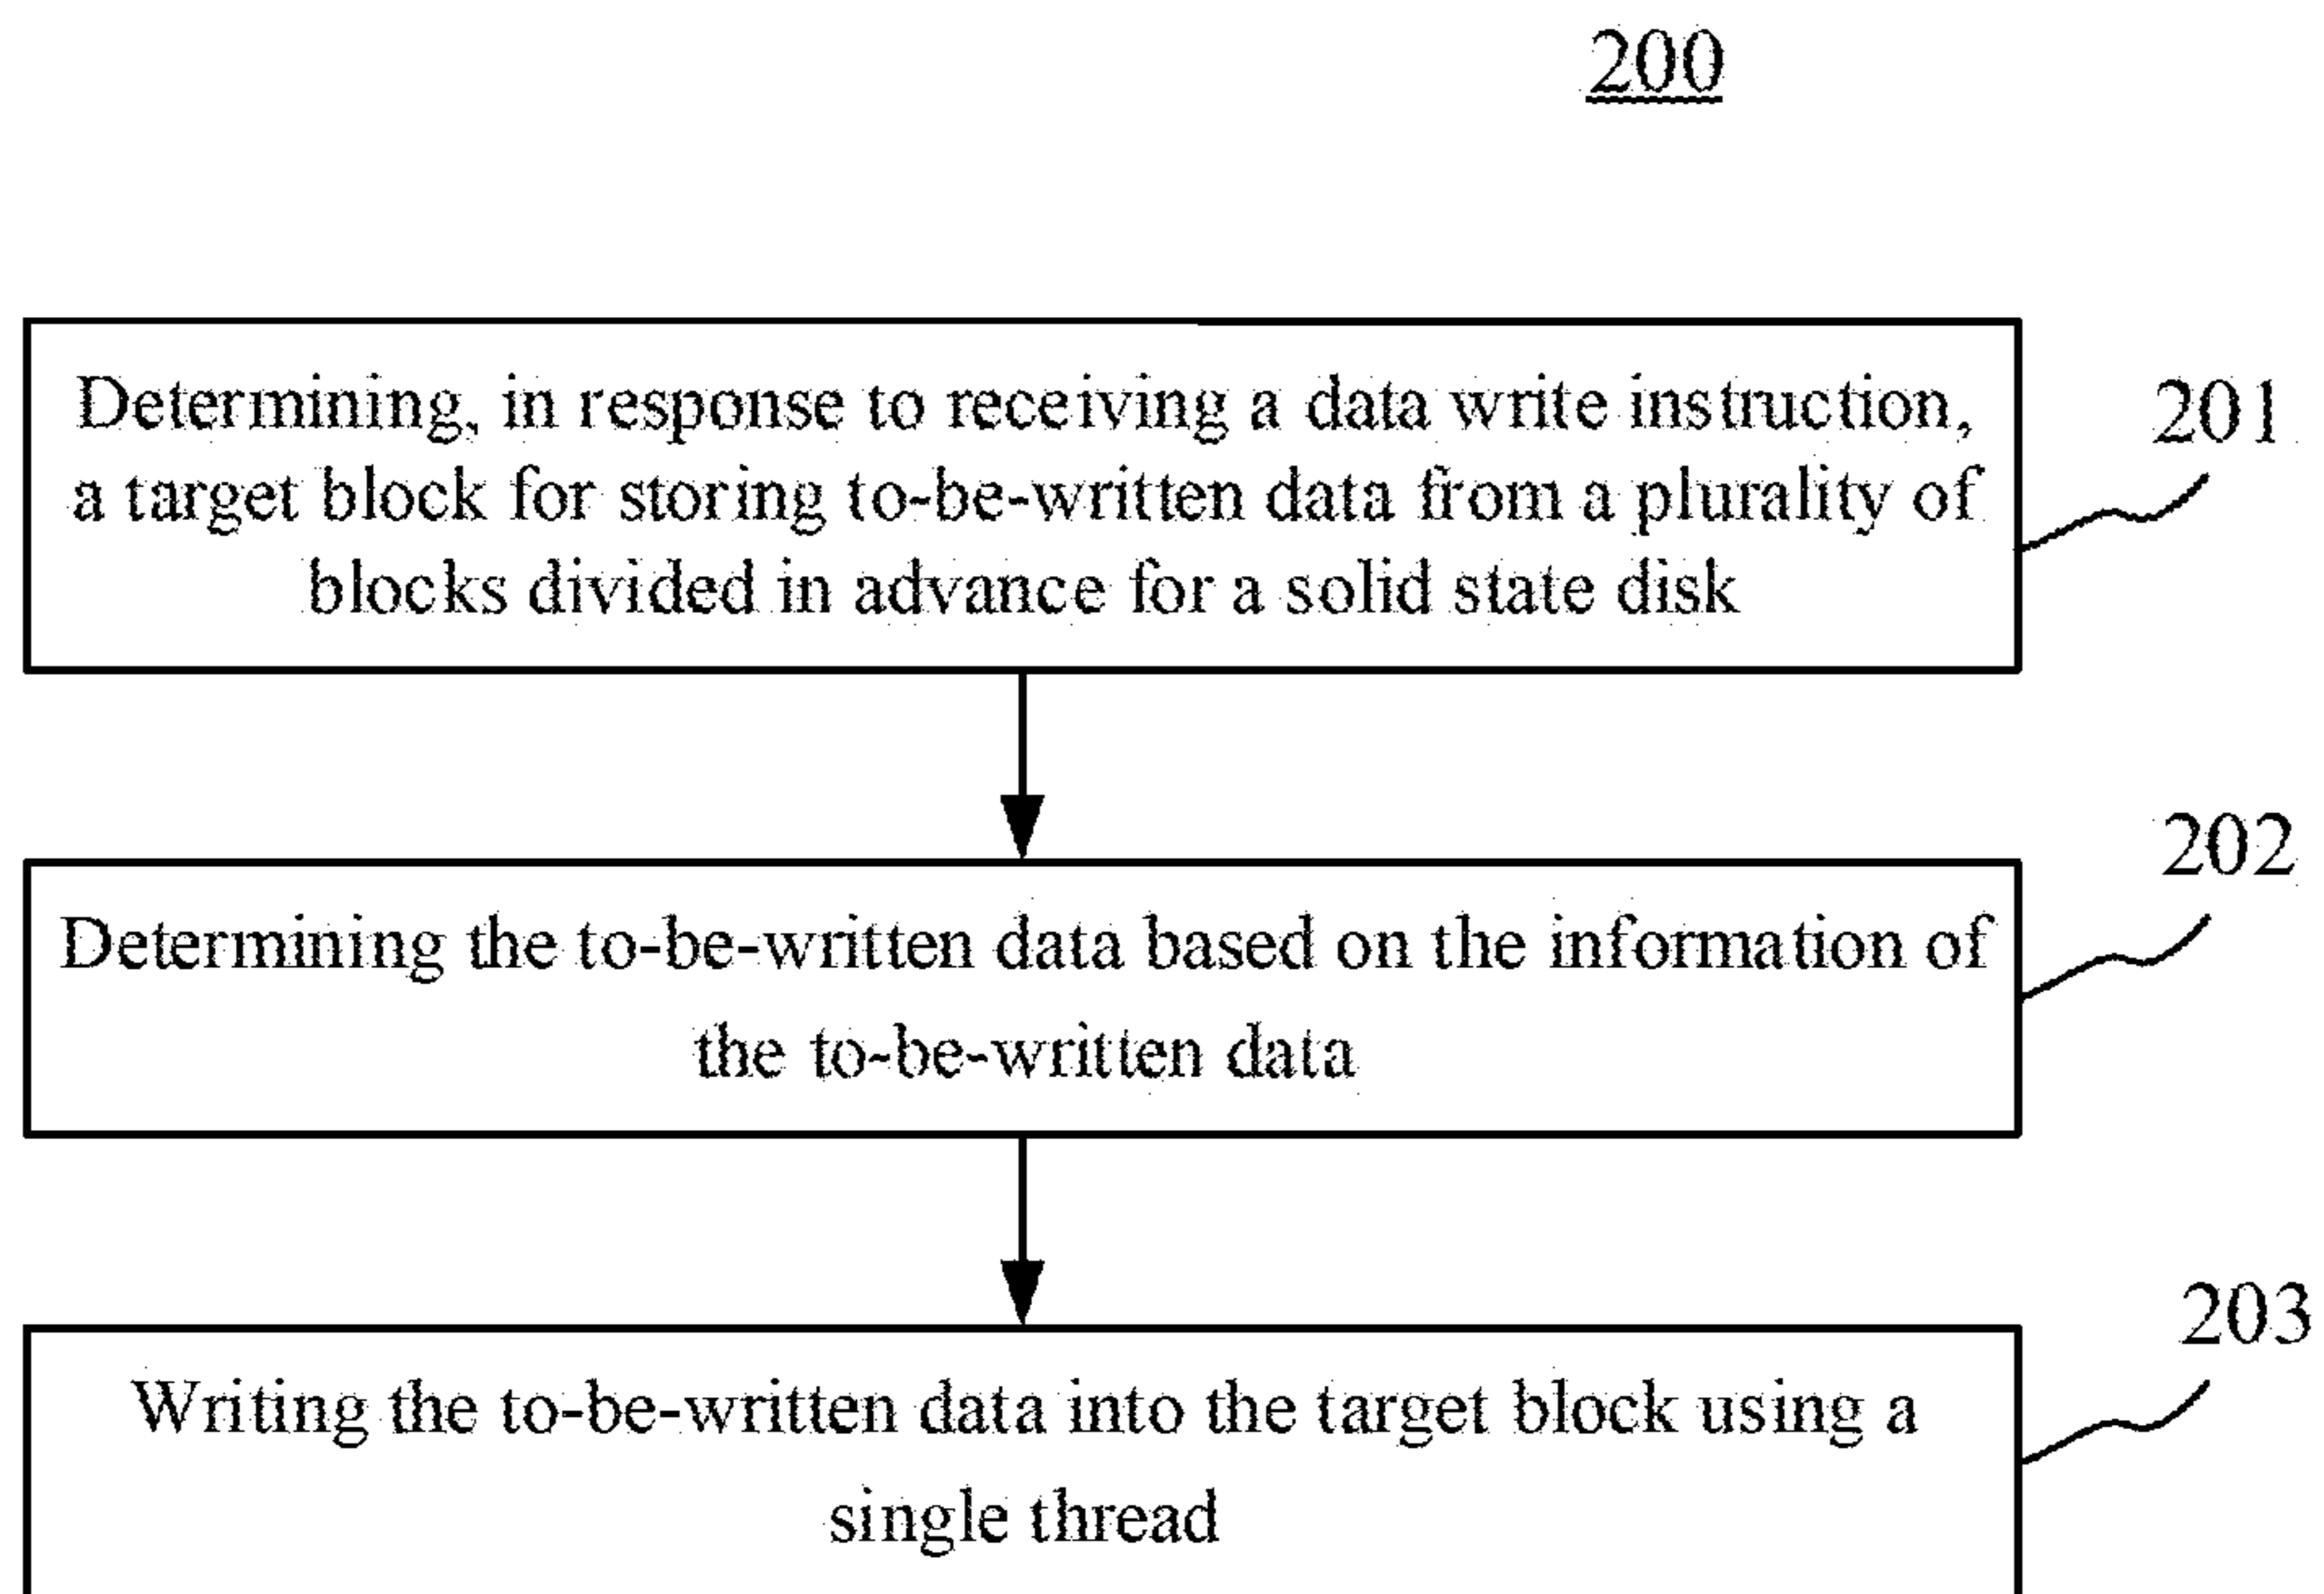 200
Determining, in response to receiving a data write instruction,
201
a target block for storing to-be-written data from a plurality of
blocks divided in advance for a solid state disk
202
Determining the to-be-written data based on the information of
the to-be-written data
203
Writing the to-be-written data into the target block using a
single thread